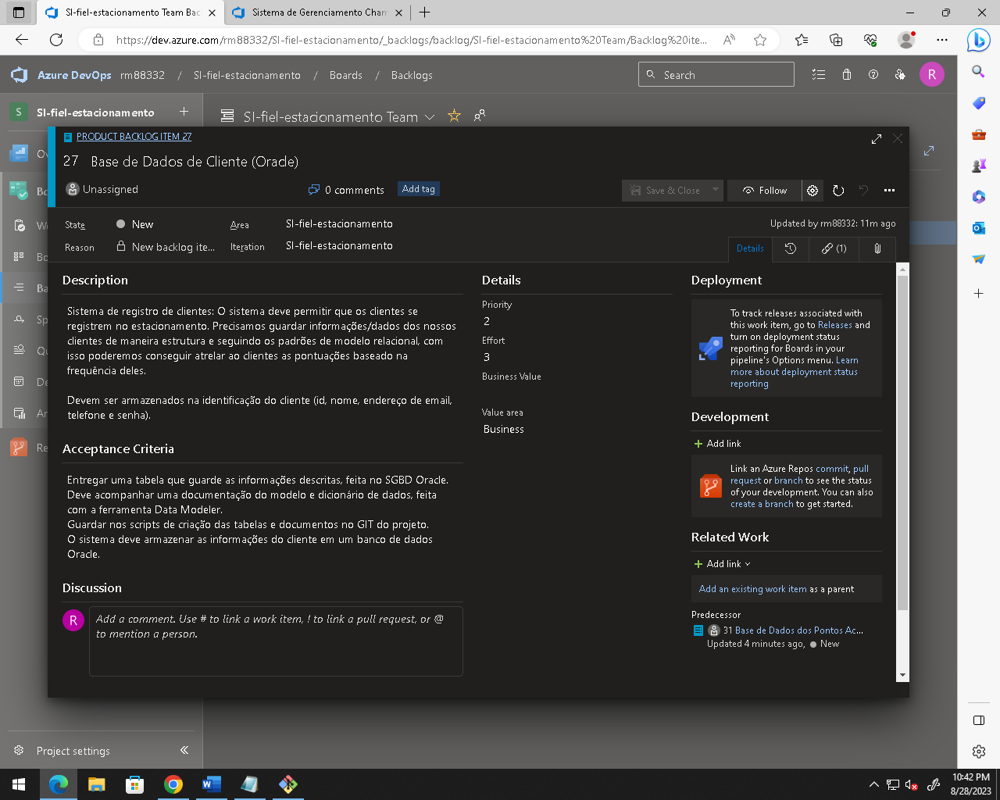 SI-fiel-estacionamento Team Bac
Sistema de Gerenciamento Cham
https://dev.azure.com/rm88332/SI-fiel-estacionamento/_backlogs/backlog/SI-fiel-estacionamento%20Team/Backlog%20ite...
Azure DevOps rm88332 / SI-fiel-estacionamento / Boards / Backlogs
Search
R
S SI-fiel-estacionamento
SI-fiel-estacionamento Team
Ov
Bo
W
Bo
Ba
Sp
Qu
De
An
Re
PRODUCT BACKLOG ITEM 27
27 Base de Dados de Cliente (Oracle)
Unassigned
0 comments
Add tag
Save & Close
Follow
State
New
Area
SI-fiel-estacionamento
Updated by rm88332: 11m ago
Reason
New backlog ite...
Iteration
SI-fiel-estacionamento
Details
(1)
Description
Sistema de registro de clientes: O sistema deve permitir que os clientes se
registrem no estacionamento. Precisamos guardar informações/dados dos nossos
clientes de maneira estrutura e seguindo os padrões de modelo relacional, com
isso poderemos conseguir atrelar ao clientes as pontuações baseado na
frequência deles.
Devem ser armazenados na identificação do cliente (id, nome, endereço de email,
telefone e senha).
Acceptance Criteria
Entregar uma tabela que guarde as informações descritas, feita no SGBD Oracle.
Deve acompanhar uma documentação do modelo e dicionário de dados, feita
com a ferramenta Data Modeler.
Guardar nos scripts de criação das tabelas e documentos no GIT do projeto.
O sistema deve armazenar as informações do cliente em um banco de dados
Oracle.
Discussion
R
Add a comment. Use # to link a work item, ! to link a pull request, or @
to mention a person.
Details
Priority
2
Effort
3
Business Value
Value area
Business
Deployment
To track releases associated with
this work item, go to Releases and
turn on deployment status
reporting for Boards in your
pipeline's Options menu. Learn
more about deployment status
reporting
Development
Add link
Link an Azure Repos commit, pull
request or branch to see the status
of your development. You can also
create a branch to get started.
Related Work
Add link
Add an existing work item as a parent
Predecessor
31 Base de Dados dos Pontos Ac...
Updated 4 minutes ago, New
Project settings
10:42 PM
8/28/2023